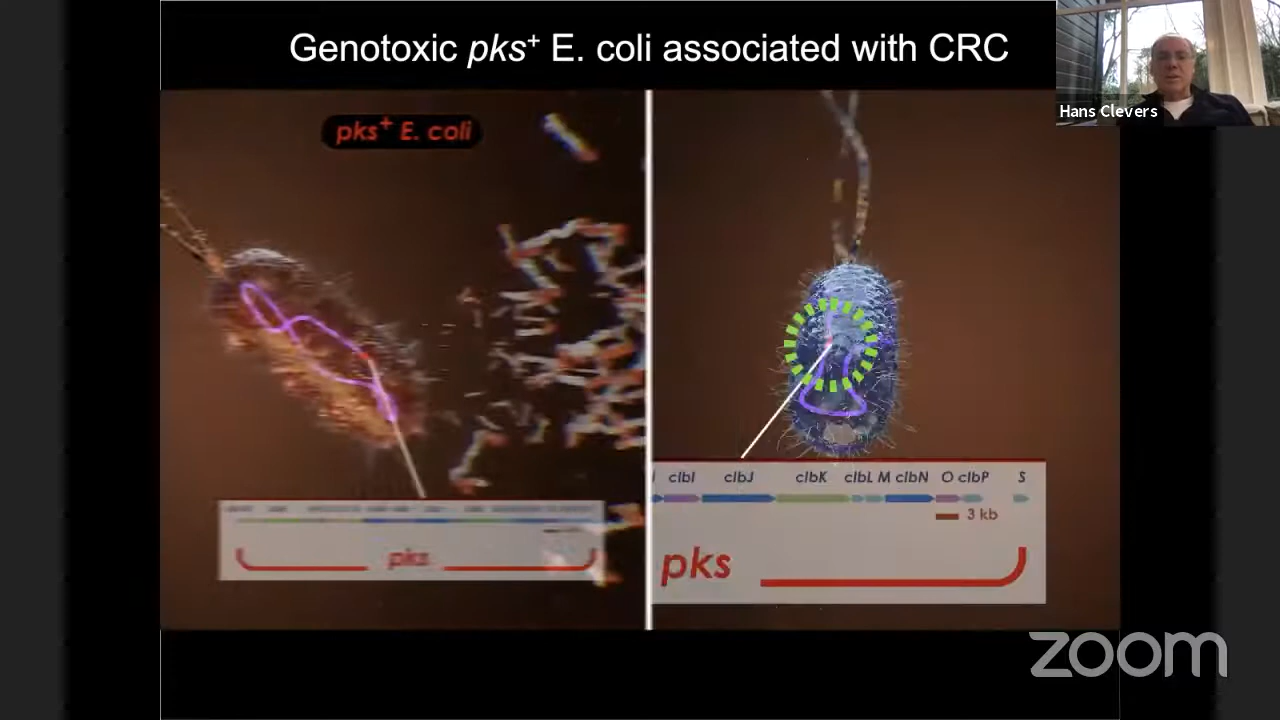 Genotoxic pks+ E. coli associated with CRC
Hans Clevers
pks+ E. coli
clbI clbJ clbK clbL M clbN O clbP S
3 kb
pks
pks
zoom